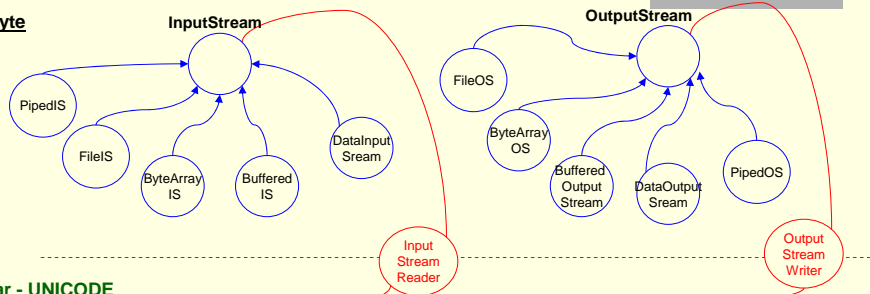 yte
InputStream
OutputStream
PipedIS
FileIS
ByteArray
IS
Buffered
IS
DataInput
Sream
FileOS
ByteArray
OS
Buffered
Output
Stream
DataOutput
Sream
PipedOS
Input
Stream
Reader
Output
Stream
Writer
ar - UNICODE